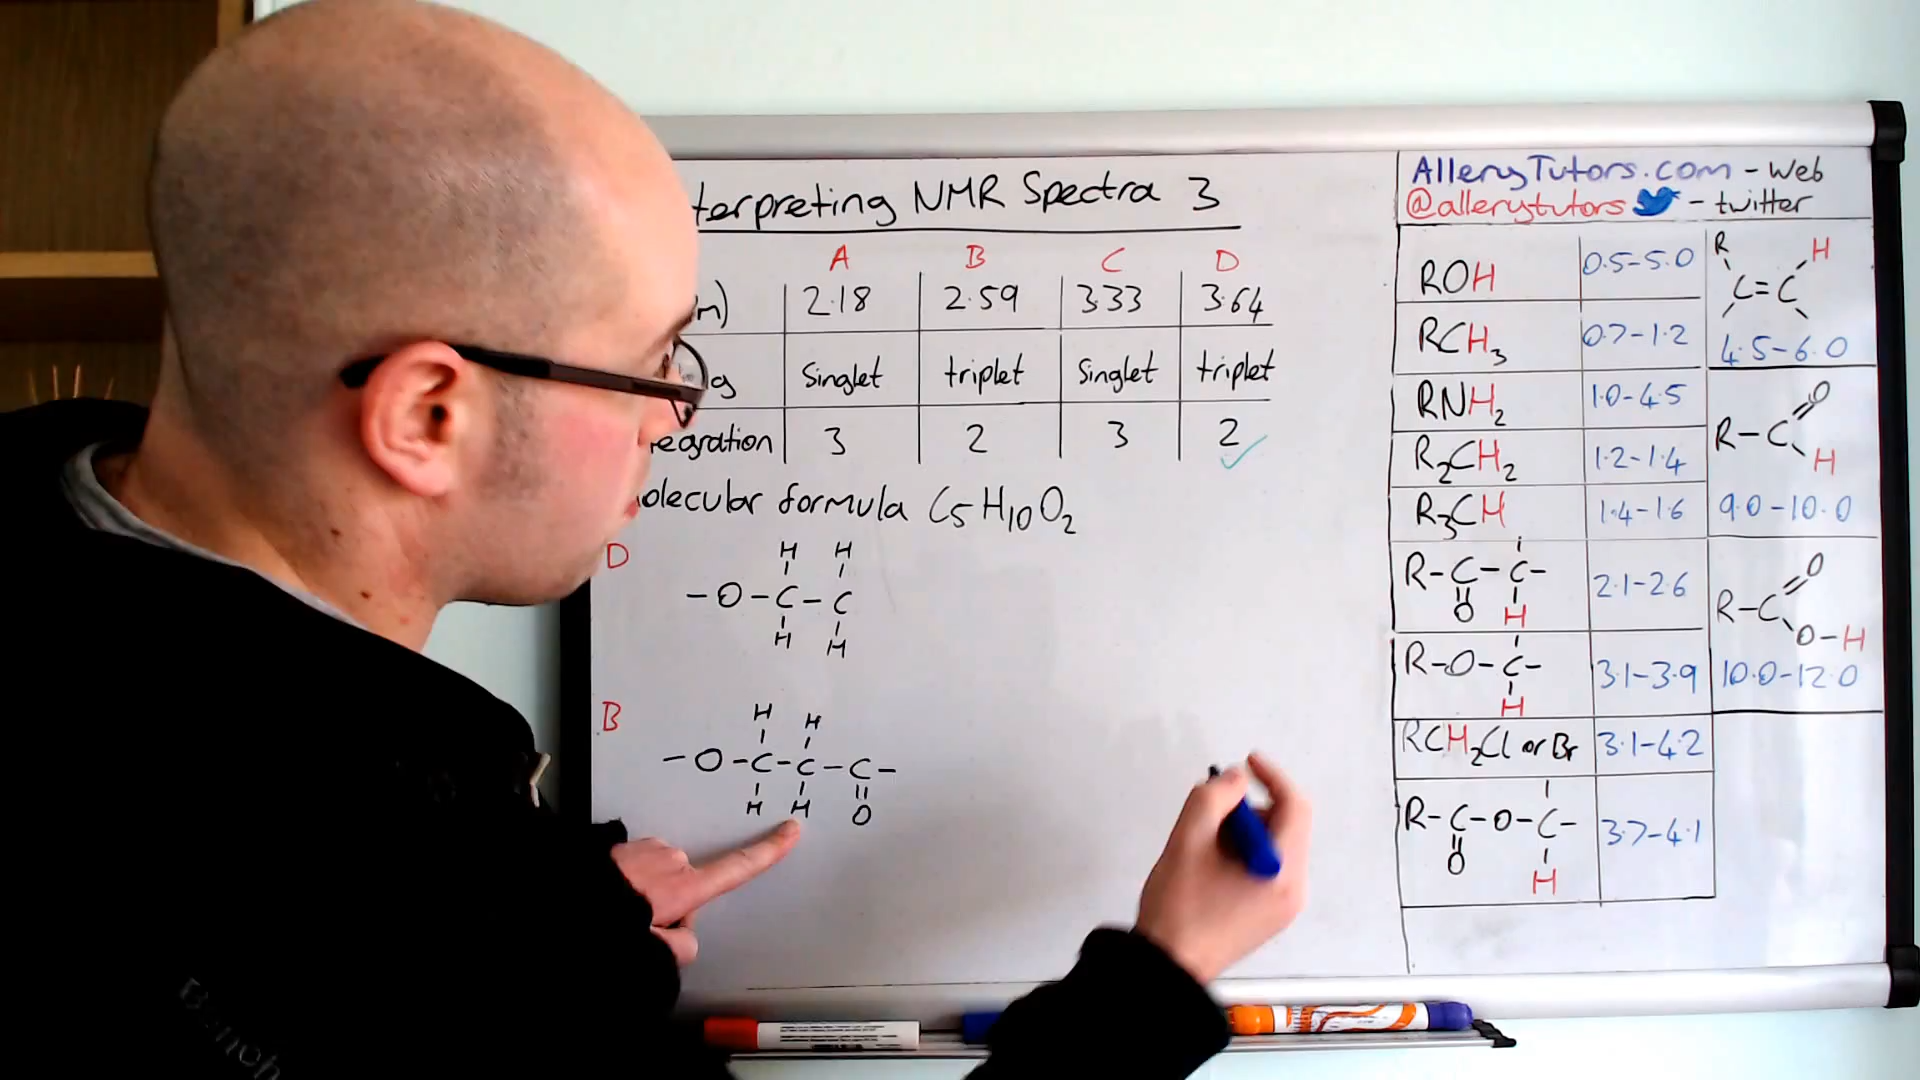 terpreting NMR Spectra 3
A B C D
m) 2.18 2.59 3.33 3.64
g Singlet triplet Singlet triplet
egration 3 2 3 2 ✓
olecular formula C5H10O2
D
H H
-O-C-C
H H
B
H H
-O-C-C-C-
H H O
AlleryTutors.com - Web
@allerytutors - twitter
ROH 0.5-5.0
RCH3 0.7-1.2
RNH2 1.0-4.5
R2CH2 1.2-1.4
R3CH 1.4-1.6
R-C-C-
O H
2.1-2.6
R-O-C-
H
3.1-3.9
RCH2Cl or Br 3.1-4.2
R-C-O-C-
O H
3.7-4.1
R H
C=C
4.5-6.0
O
R-C
H
9.0-10.0
O
R-C
O-H
10.0-12.0
Bench